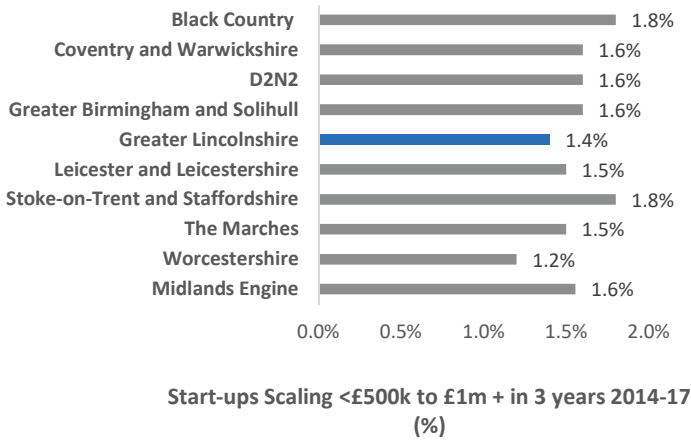 Black Country 1.8%
Coventry and Warwickshire 1.6%
D2N2 1.6%
Greater Birmingham and Solihull 1.6%
Greater Lincolnshire 1.4%
Leicester and Leicestershire 1.5%
Stoke-on-Trent and Staffordshire 1.8%
The Marches 1.5%
Worcestershire 1.2%
Midlands Engine 1.6%
0.0% 0.5% 1.0% 1.5% 2.0%
Start-ups Scaling <£500k to £1m + in 3 years 2014-17
(%)